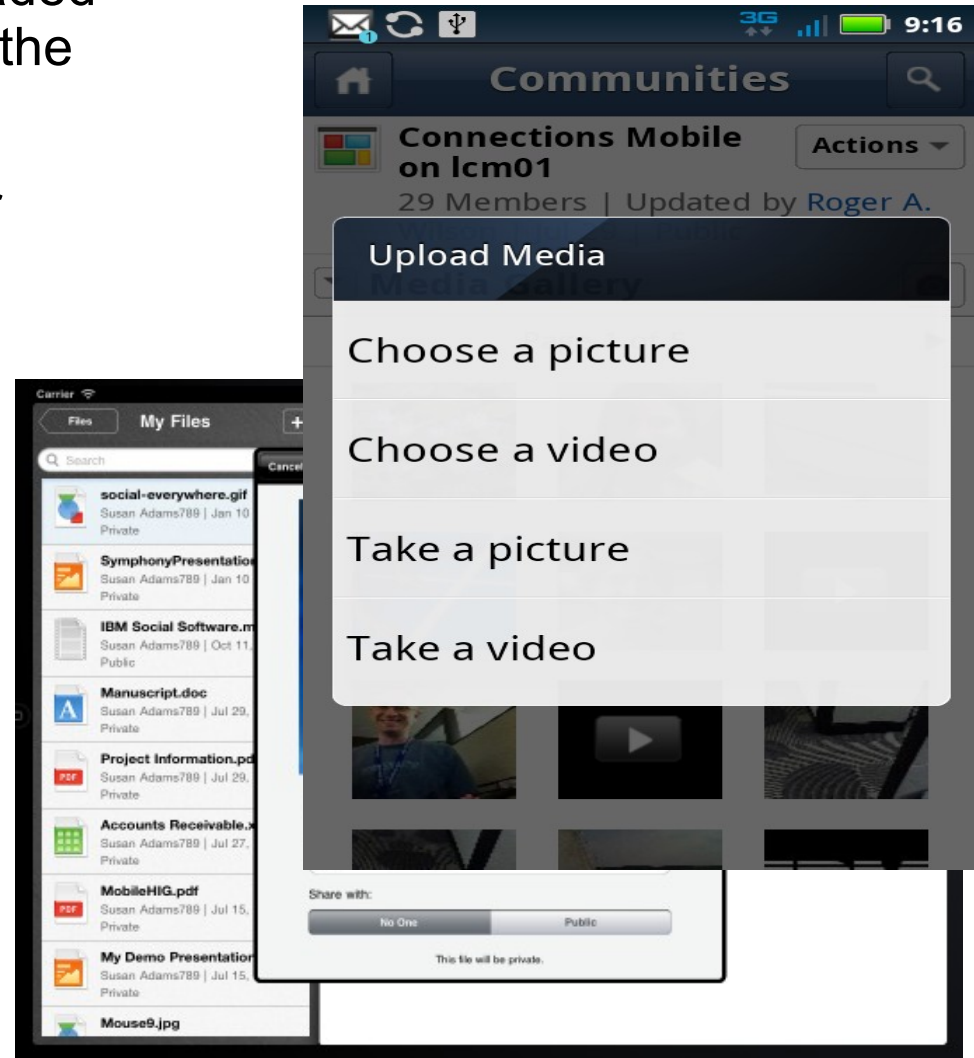 the
3G
9:16
Communities
Connections Mobile
on lcm01
Actions
29 Members | Updated by Roger A.
Media Gallery
Upload Media
Choose a picture
Choose a video
Take a picture
Take a video
Carrier
Files
My Files
+
Search
Cancel
social-everywhere.gif
Susan Adams789 | Jan 10
Private
SymphonyPresentation
Susan Adams789 | Jan 10
Private
IBM Social Software.m
Susan Adams789 | Oct 11,
Public
Manuscript.doc
Susan Adams789 | Jul 29,
Private
Project Information.pd
Susan Adams789 | Jul 29,
Private
Accounts Receivable.x
Susan Adams789 | Jul 27,
Private
MobileHIG.pdf
Susan Adams789 | Jul 15,
Private
My Demo Presentation
Susan Adams789 | Jul 15,
Private
Mouse9.jpg
Share with:
No One
Public
This file will be private.